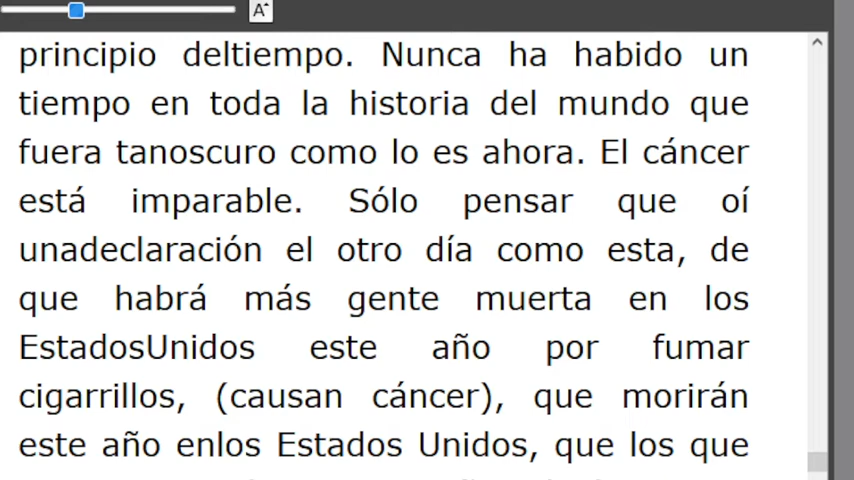 A
principio deltiempo. Nunca ha habido un
tiempo en toda la historia del mundo que
fuera tanoscuro como lo es ahora. El cáncer
está imparable. Sólo pensar que oí
unadeclaración el otro día como esta, de
que habrá más gente muerta en los
EstadosUnidos este año por fumar
cigarrillos, (causan cáncer), que morirán
este año enlos Estados Unidos, que los que